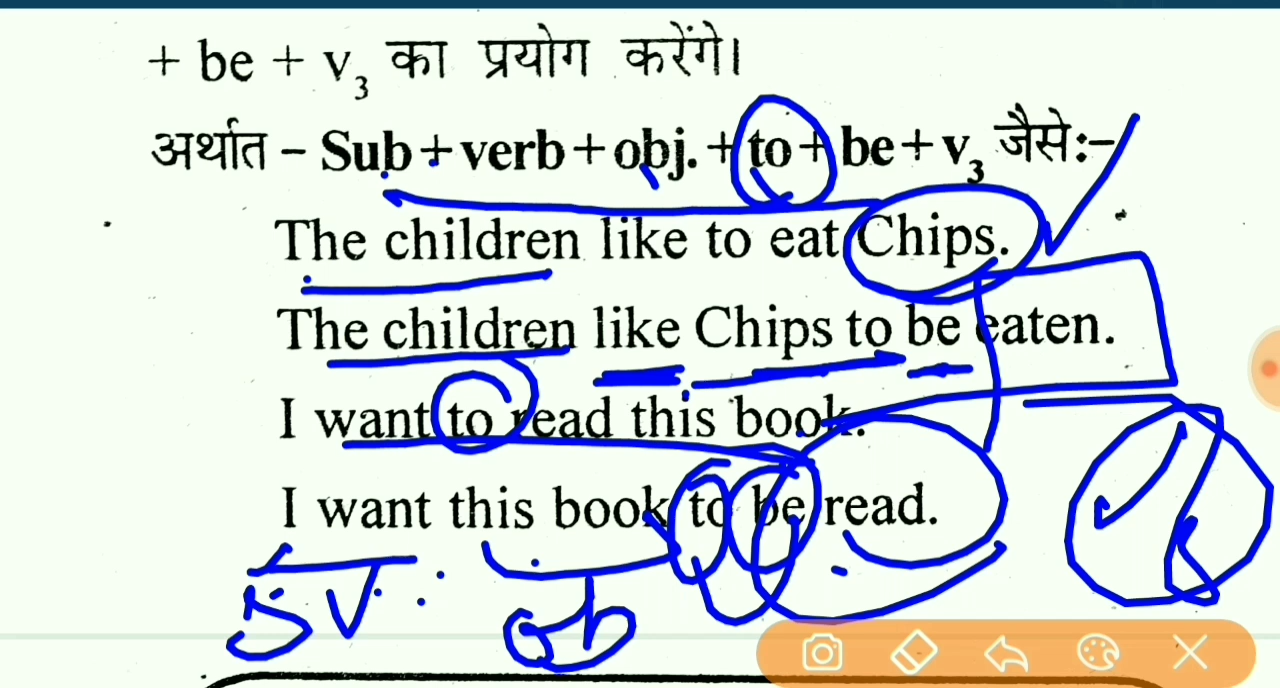 + be + v₃ का प्रयोग करेंगे।
अर्थात – Sub + verb + obj. + to + be + v₃ जैसे:–
The children like to eat Chips.
The children like Chips to be eaten.
I want to read this book.
I want this book to be read.
S V ob